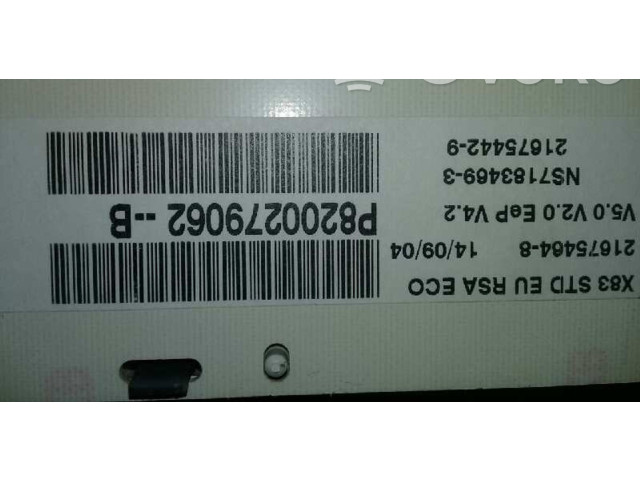 X83 STD EU RSA ECO
21675464-8 14/09/04
V5.0 V2.0 EeP V4.2
P8200279062 --B
NS7183469-3
21675442-9